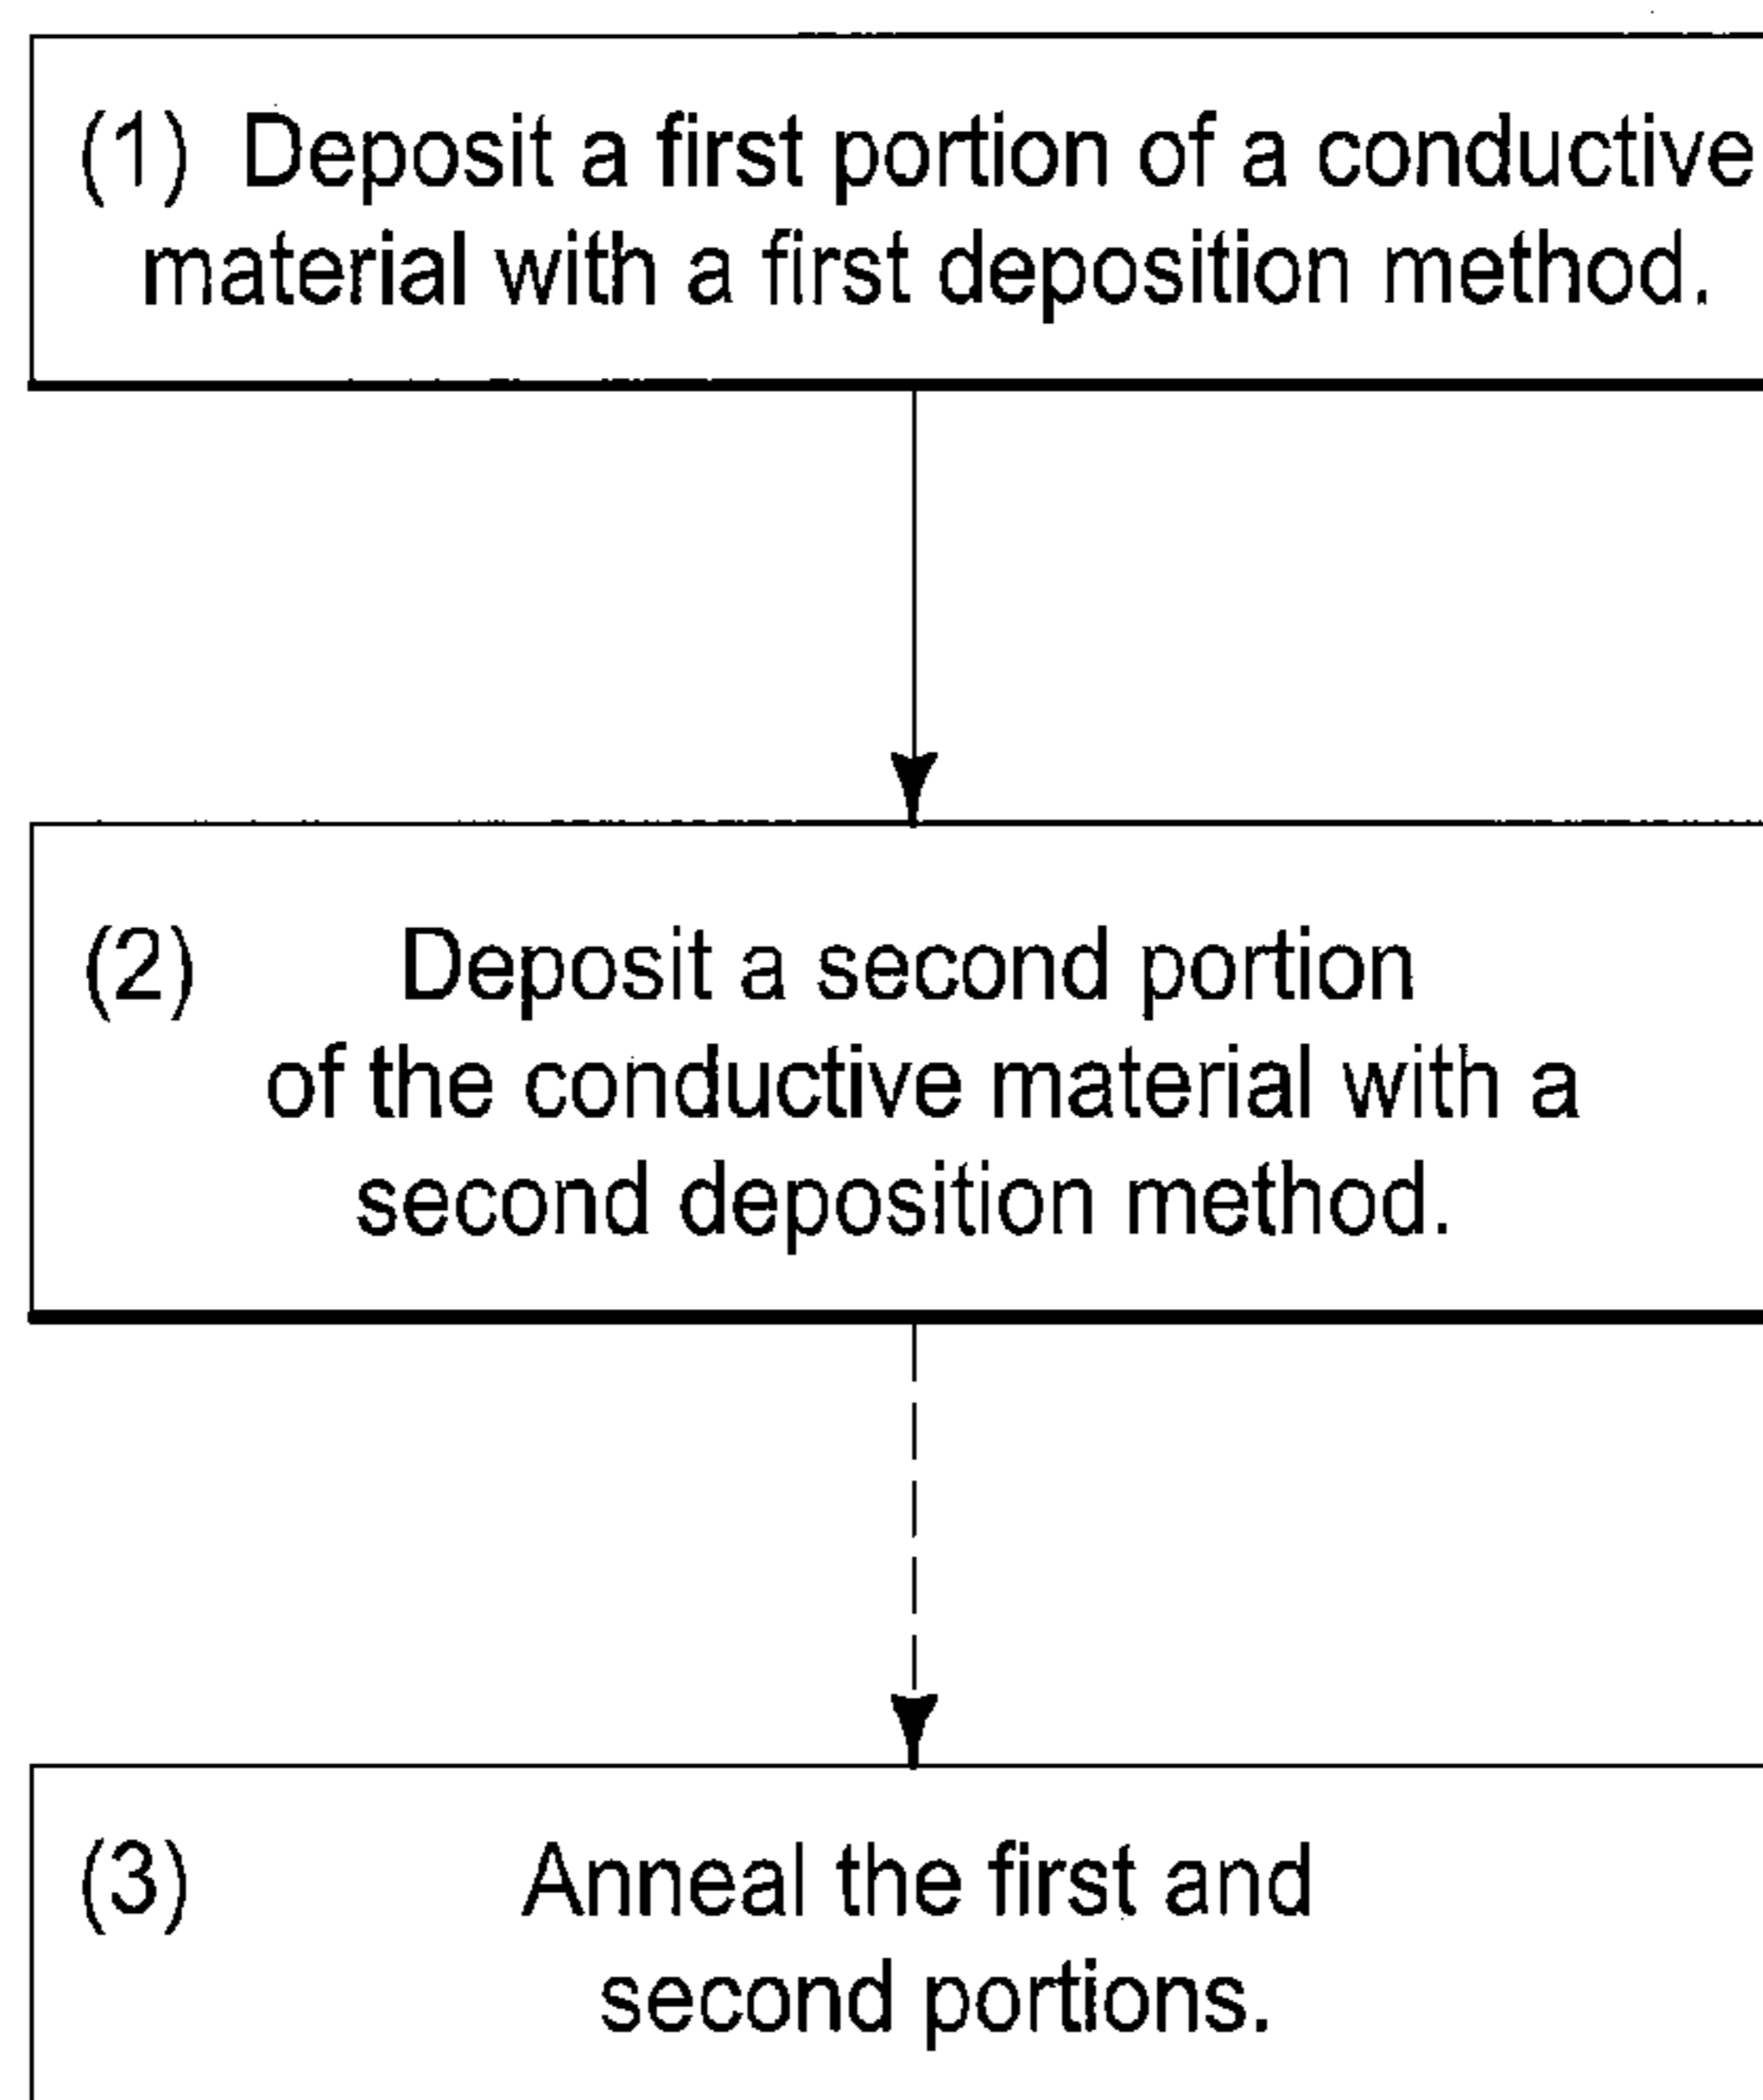 (1) Deposit a first portion of a conductive
material with a first deposition method.
(2) Deposit a second portion
of the conductive material with a
second deposition method.
(3) Anneal the first and
second portions.